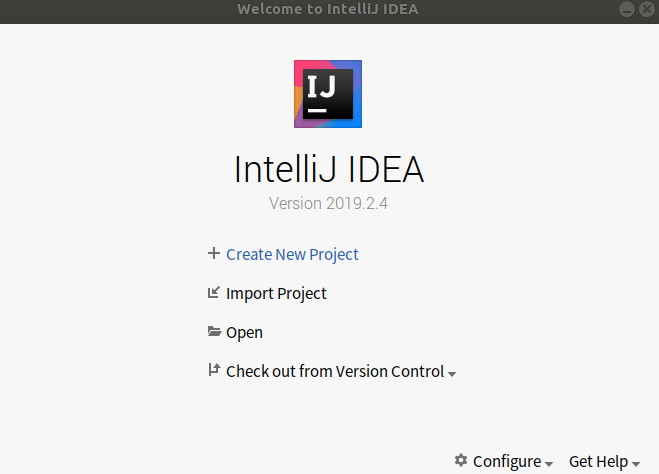 Welcome to IntelliJ IDEA
IJ
IntelliJ IDEA
Version 2019.2.4
Create New Project
Import Project
Open
Check out from Version Control
Configure
Get Help